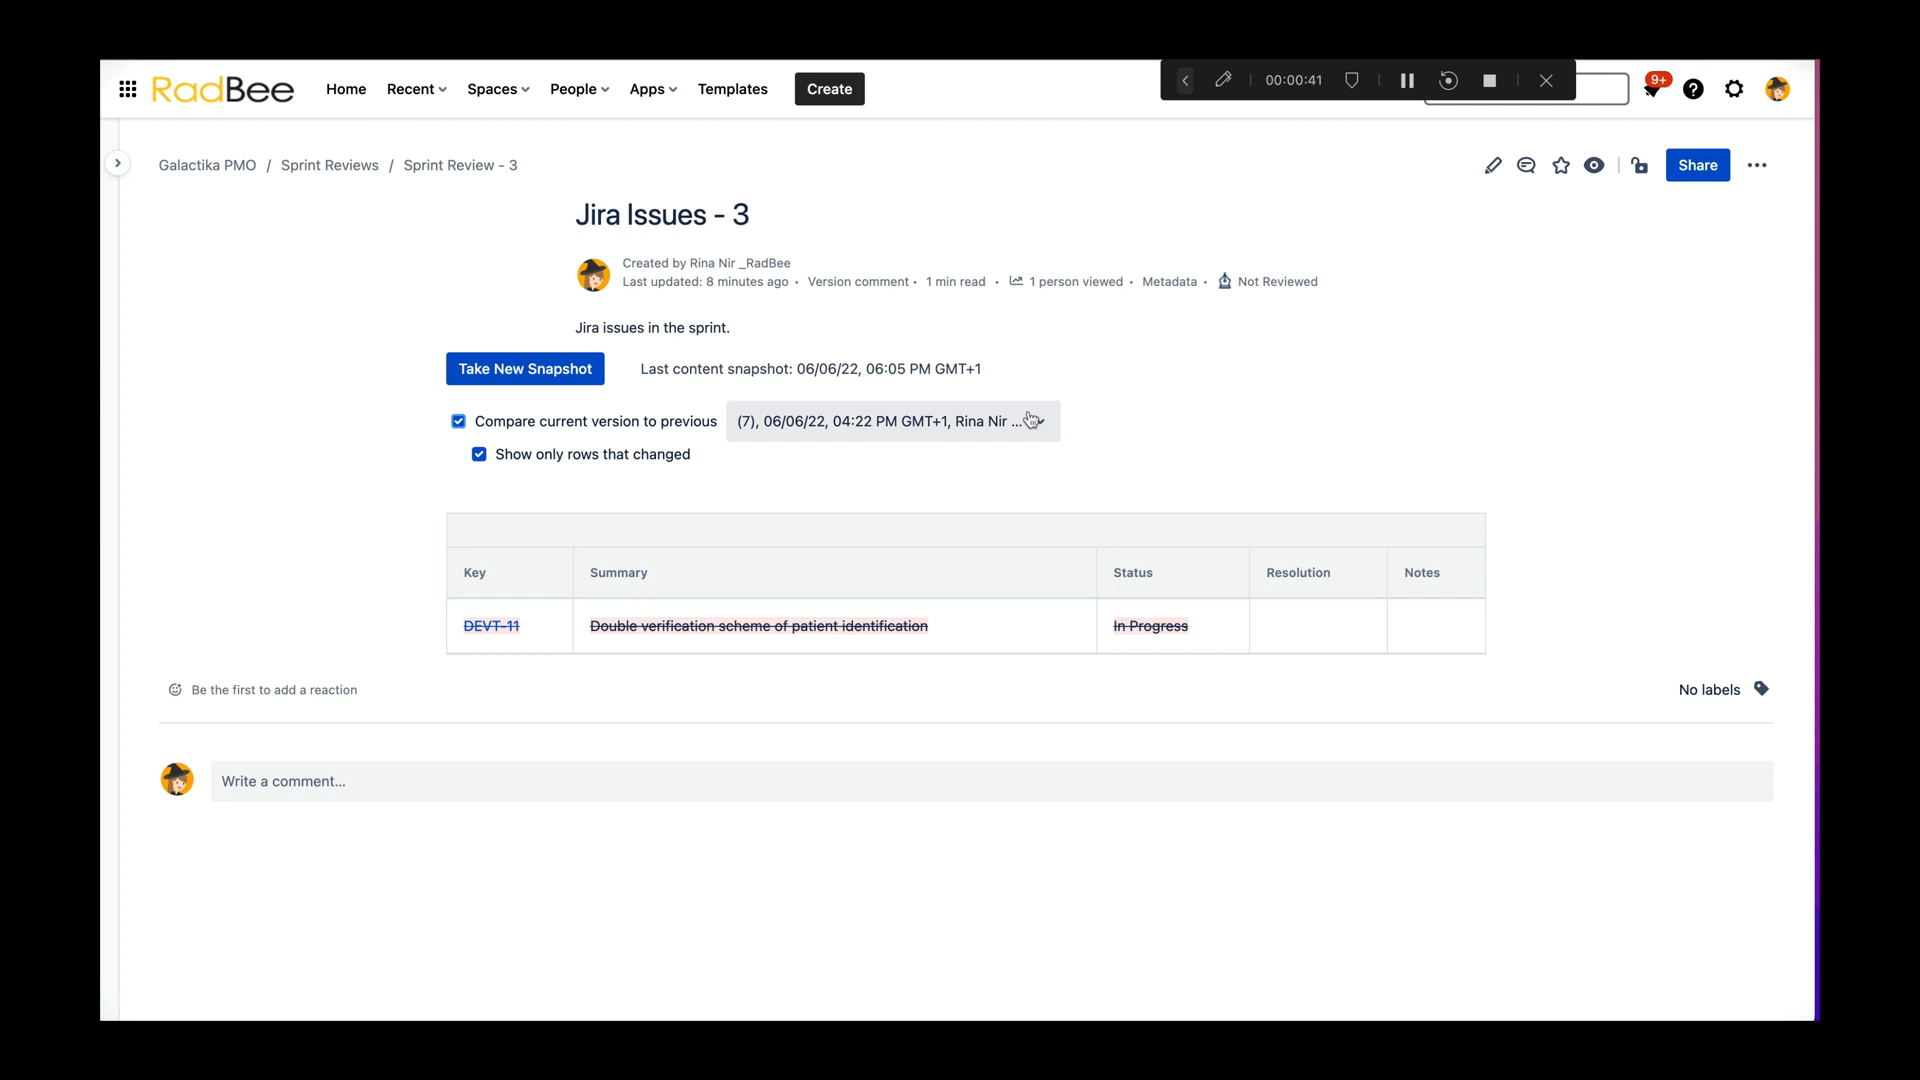 RadBee Home Recent Spaces People Apps Templates Create 00:00:41 9+
Galactika PMO / Sprint Reviews / Sprint Review - 3 Share
Jira Issues - 3
Created by Rina Nir _RadBee
Last updated: 8 minutes ago • Version comment • 1 min read • 1 person viewed • Metadata • Not Reviewed
Jira issues in the sprint.
Take New Snapshot Last content snapshot: 06/06/22, 06:05 PM GMT+1
Compare current version to previous (7), 06/06/22, 04:22 PM GMT+1, Rina Nir ...
Show only rows that changed
Key Summary Status Resolution Notes
DEVT-11 Double verification scheme of patient identification In Progress
Be the first to add a reaction No labels
Write a comment...